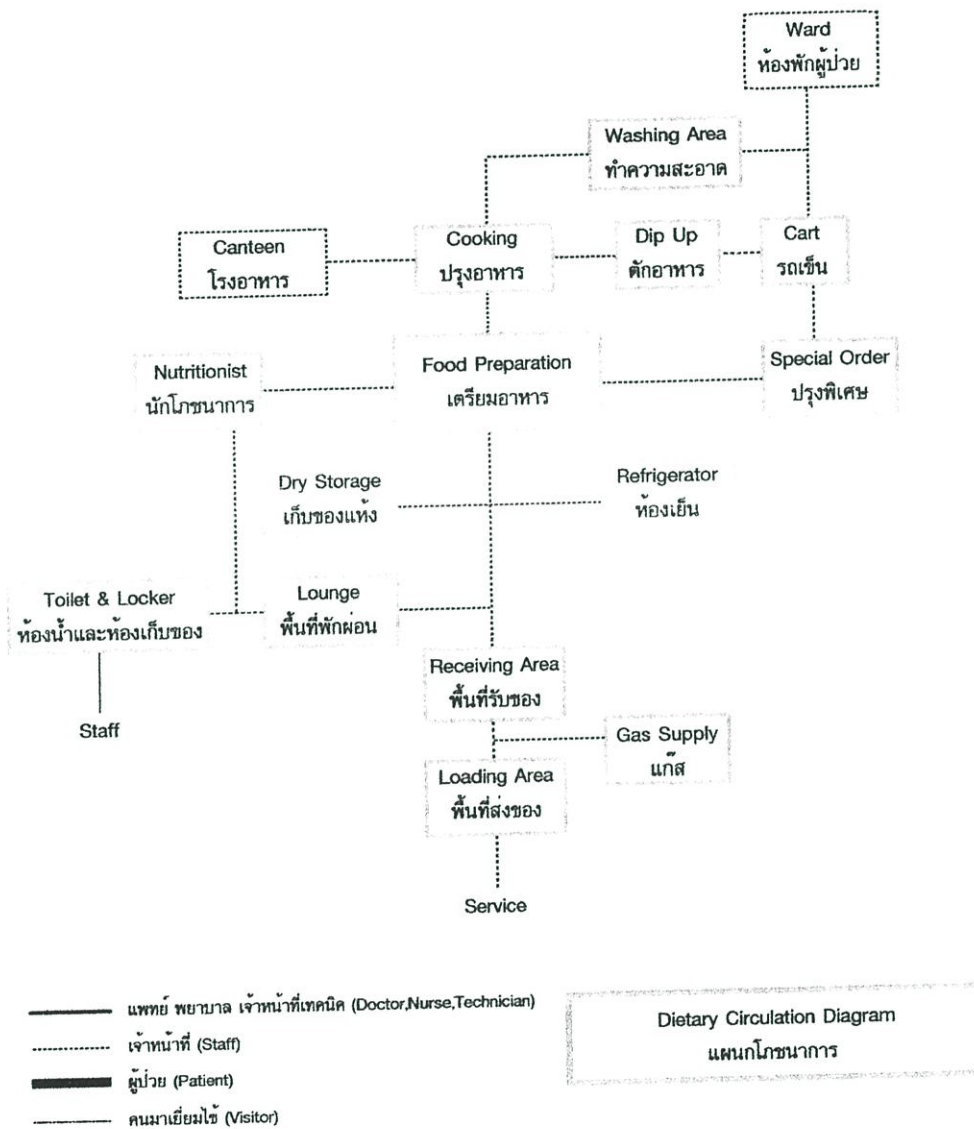 Ward
ห้องพักผู้ป่วย
Washing Area
ทำความสะอาด
Canteen
โรงอาหาร
Cooking
ปรุงอาหาร
Dip Up
ตักอาหาร
Cart
รถเข็น
Nutritionist
นักโภชนาการ
Food Preparation
เตรียมอาหาร
Special Order
ปรุงพิเศษ
Dry Storage
เก็บของแห้ง
Refrigerator
ห้องเย็น
Toilet & Locker
ห้องน้ำและห้องเก็บของ
Lounge
พื้นที่พักผ่อน
Staff
Receiving Area
พื้นที่รับของ
Gas Supply
แก๊ส
Loading Area
พื้นที่ส่งของ
Service
แพทย์ พยาบาล เจ้าหน้าที่เทคนิค (Doctor,Nurse,Technician)
เจ้าหน้าที่ (Staff)
ผู้ป่วย (Patient)
คนมาเยี่ยมไข้ (Visitor)
Dietary Circulation Diagram
แผนกโภชนาการ